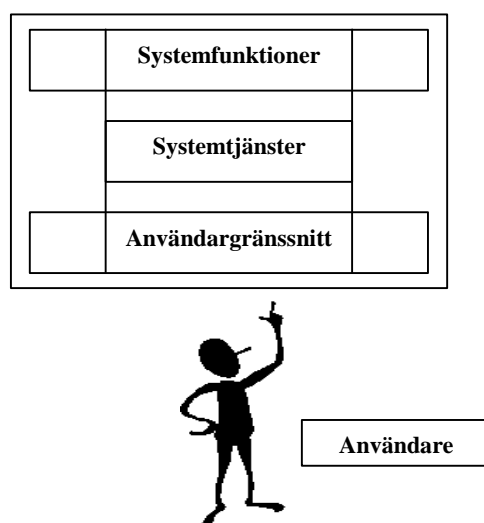 Systemfunktioner
Systemtjänster
Användargränssnitt
Användare